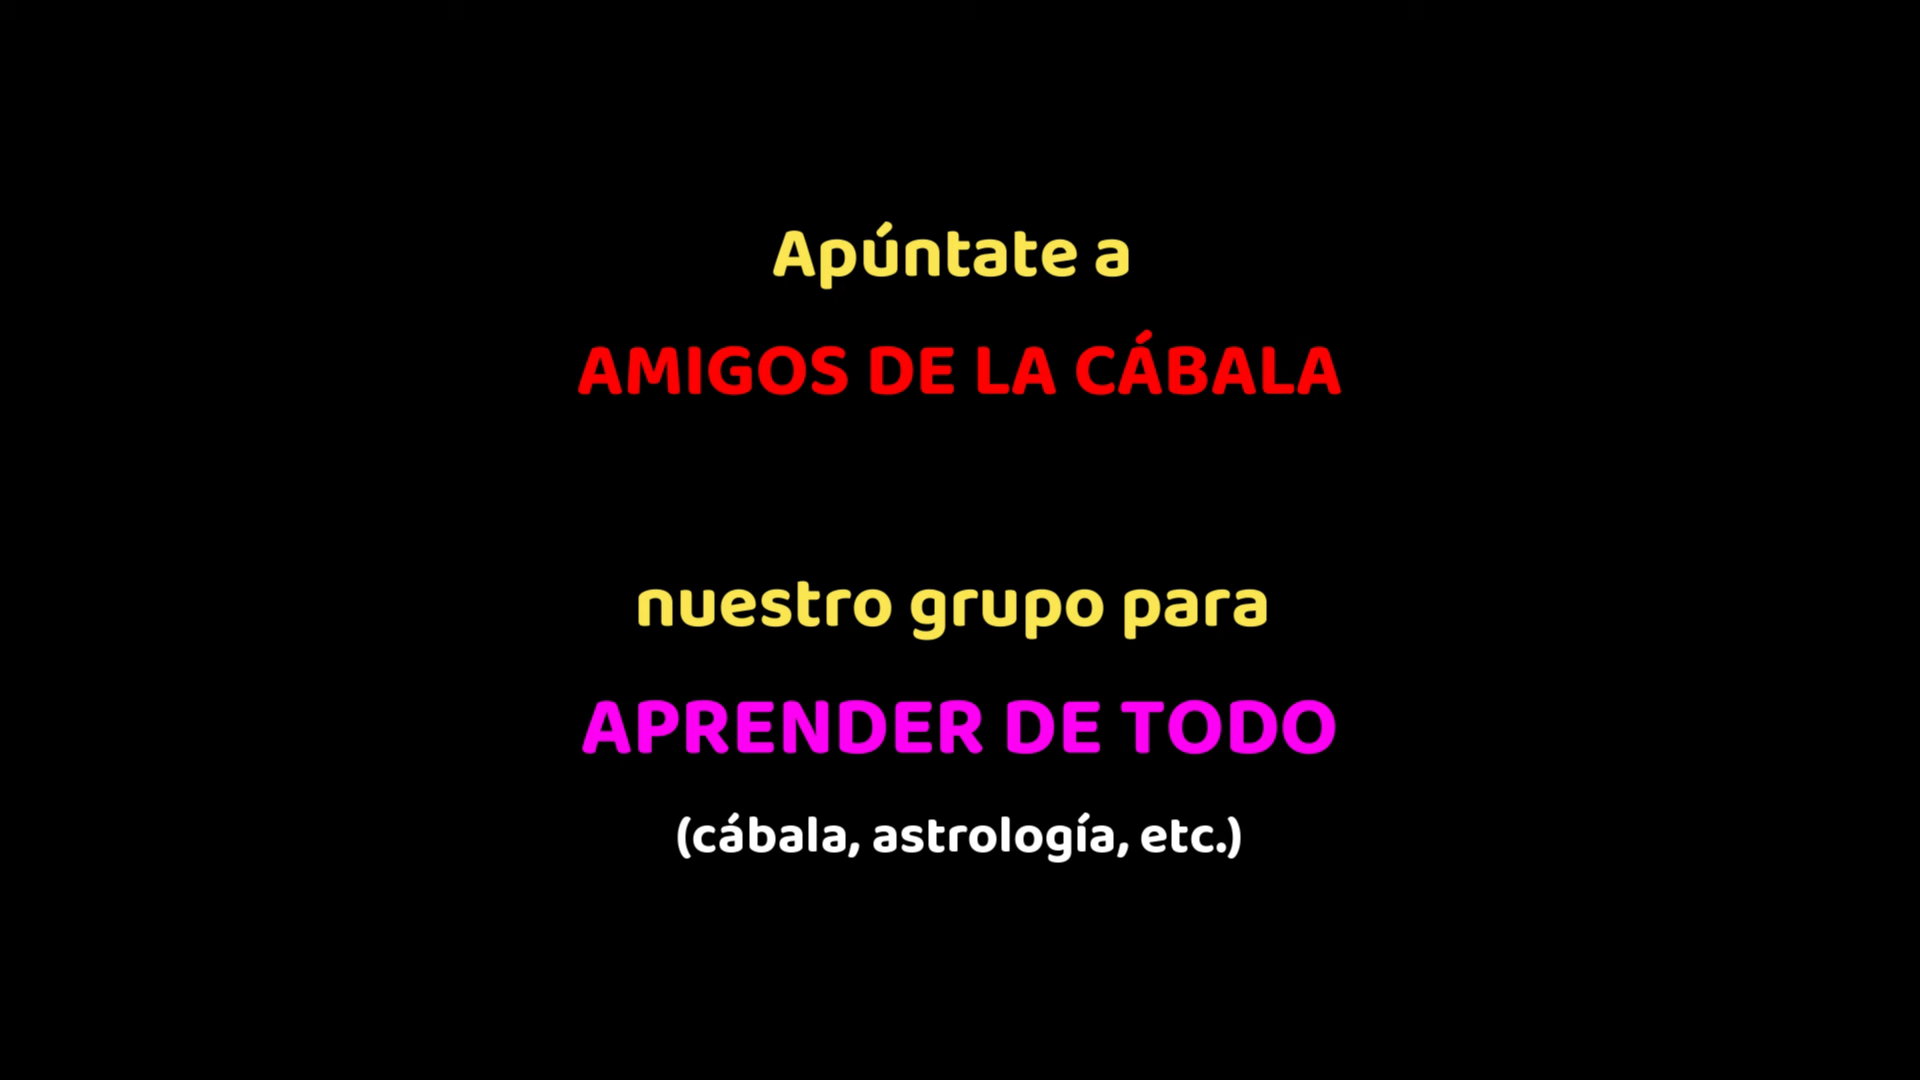 Apúntate a
AMIGOS DE LA CÁBALA
nuestro grupo para
APRENDER DE TODO
(cábala, astrología, etc.)